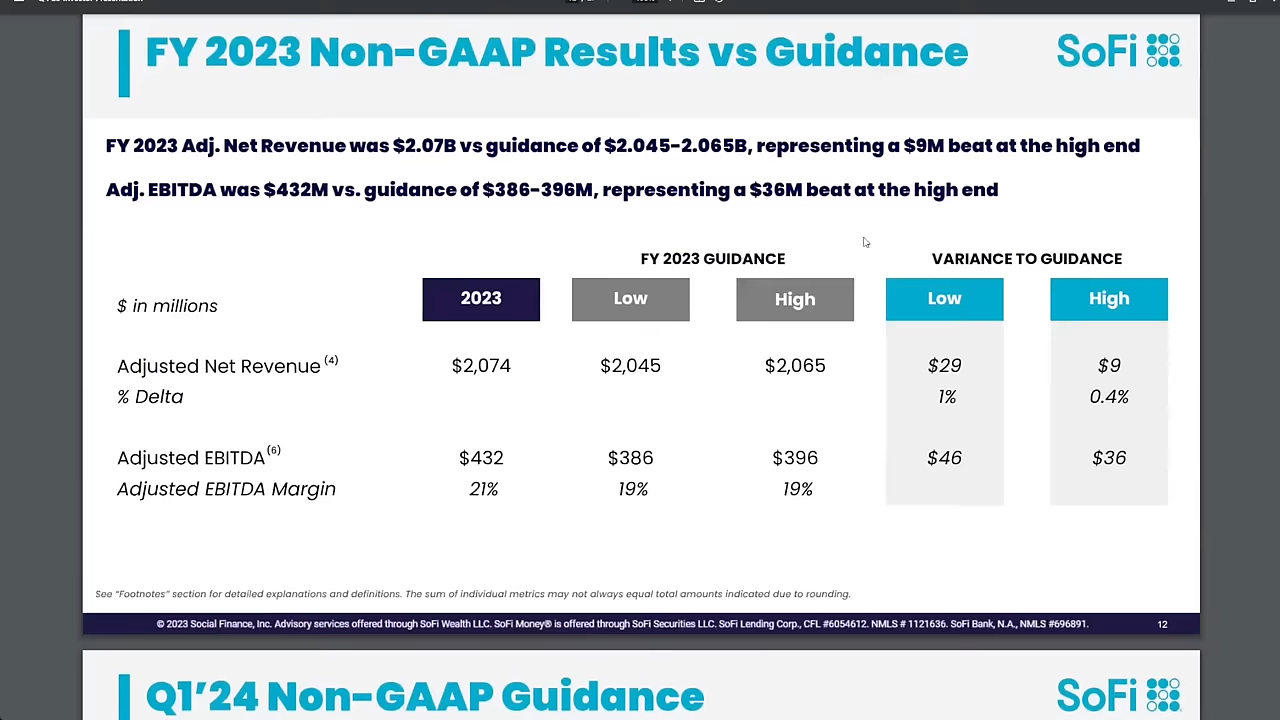 FY 2023 Non-GAAP Results vs Guidance
SoFi
FY 2023 Adj. Net Revenue was $2.07B vs guidance of $2.045-2.065B, representing a $9M beat at the high end
Adj. EBITDA was $432M vs. guidance of $386-396M, representing a $36M beat at the high end
FY 2023 GUIDANCE VARIANCE TO GUIDANCE
$ in millions 2023 Low High Low High
Adjusted Net Revenue (4) $2,074 $2,045 $2,065 $29 $9
% Delta 1% 0.4%
Adjusted EBITDA (6) $432 $386 $396 $46 $36
Adjusted EBITDA Margin 21% 19% 19%
See "Footnotes" section for detailed explanations and definitions. The sum of individual metrics may not always equal total amounts indicated due to rounding.
© 2023 Social Finance, Inc. Advisory services offered through SoFi Wealth LLC. SoFi Money® is offered through SoFi Securities LLC. SoFi Lending Corp., CFL #6054612. NMLS # 1121636. SoFi Bank, N.A., NMLS #696891. 12
Q1'24 Non-GAAP Guidance
SoFi